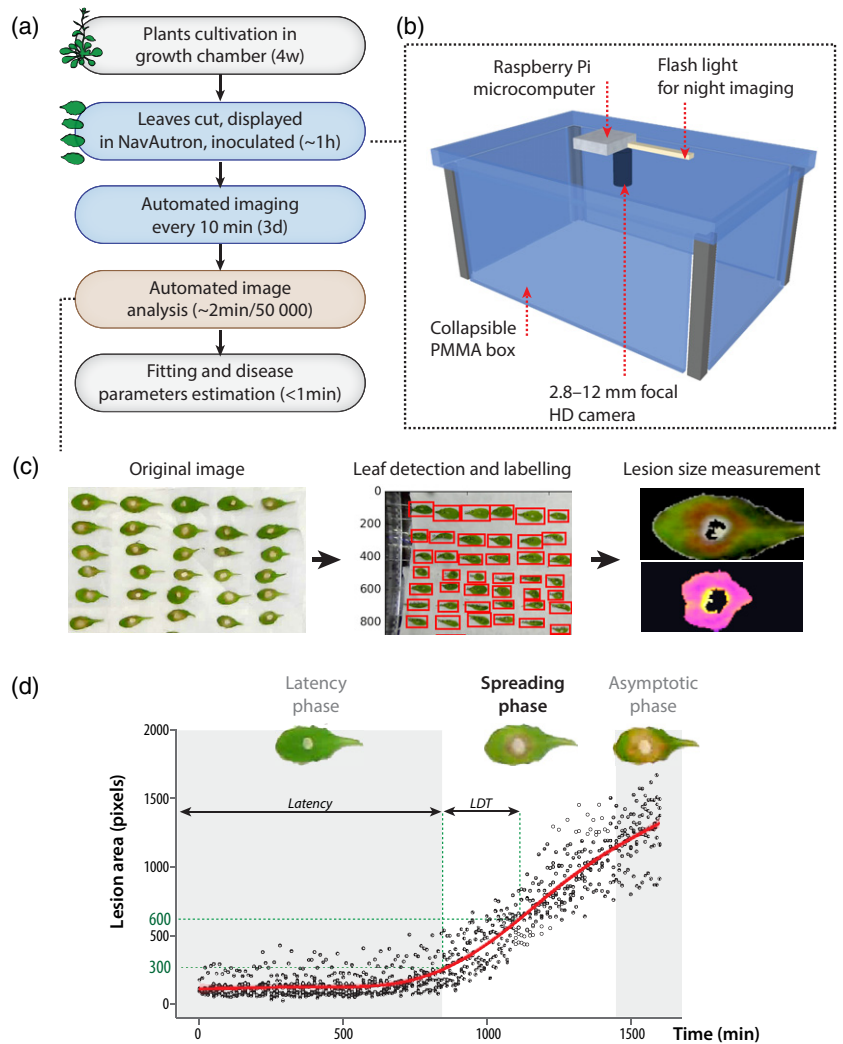 (a)
Plants cultivation in
growth chamber (4w)
Leaves cut, displayed
in NavAutron, inoculated (~1h)
Automated imaging
every 10 min (3d)
Automated image
analysis (~2min/50 000)
Fitting and disease
parameters estimation (<1min)
(b)
Raspberry Pi
microcomputer
Flash light
for night imaging
Collapsible
PMMA box
2.8–12 mm focal
HD camera
(c)
Original image
Leaf detection and labelling
Lesion size measurement
0
200
400
600
800
(d)
Latency
phase
Spreading
phase
Asymptotic
phase
Lesion area (pixels)
2000
1500
1000
600
500
300
0
Latency
LDT
0
500
1000
1500
Time (min)